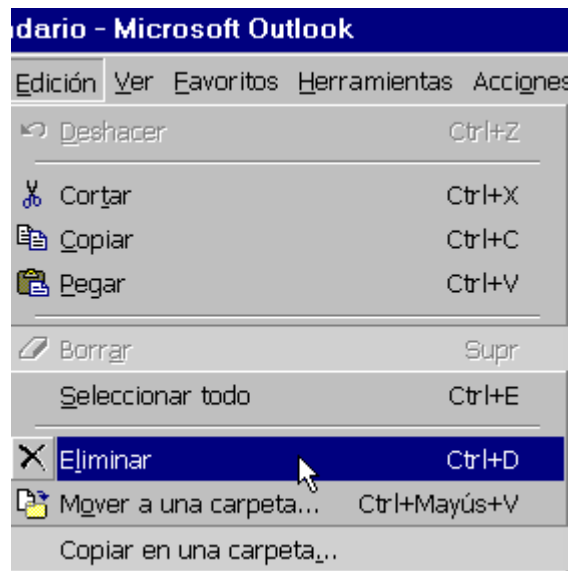 ndario - Microsoft Outlook
Edición Ver Favoritos Herramientas Acciones
Deshacer Ctrl+Z
Cortar Ctrl+X
Copiar Ctrl+C
Pegar Ctrl+V
Borrar Supr
Seleccionar todo Ctrl+E
Eliminar Ctrl+D
Mover a una carpeta... Ctrl+Mayús+V
Copiar en una carpeta...